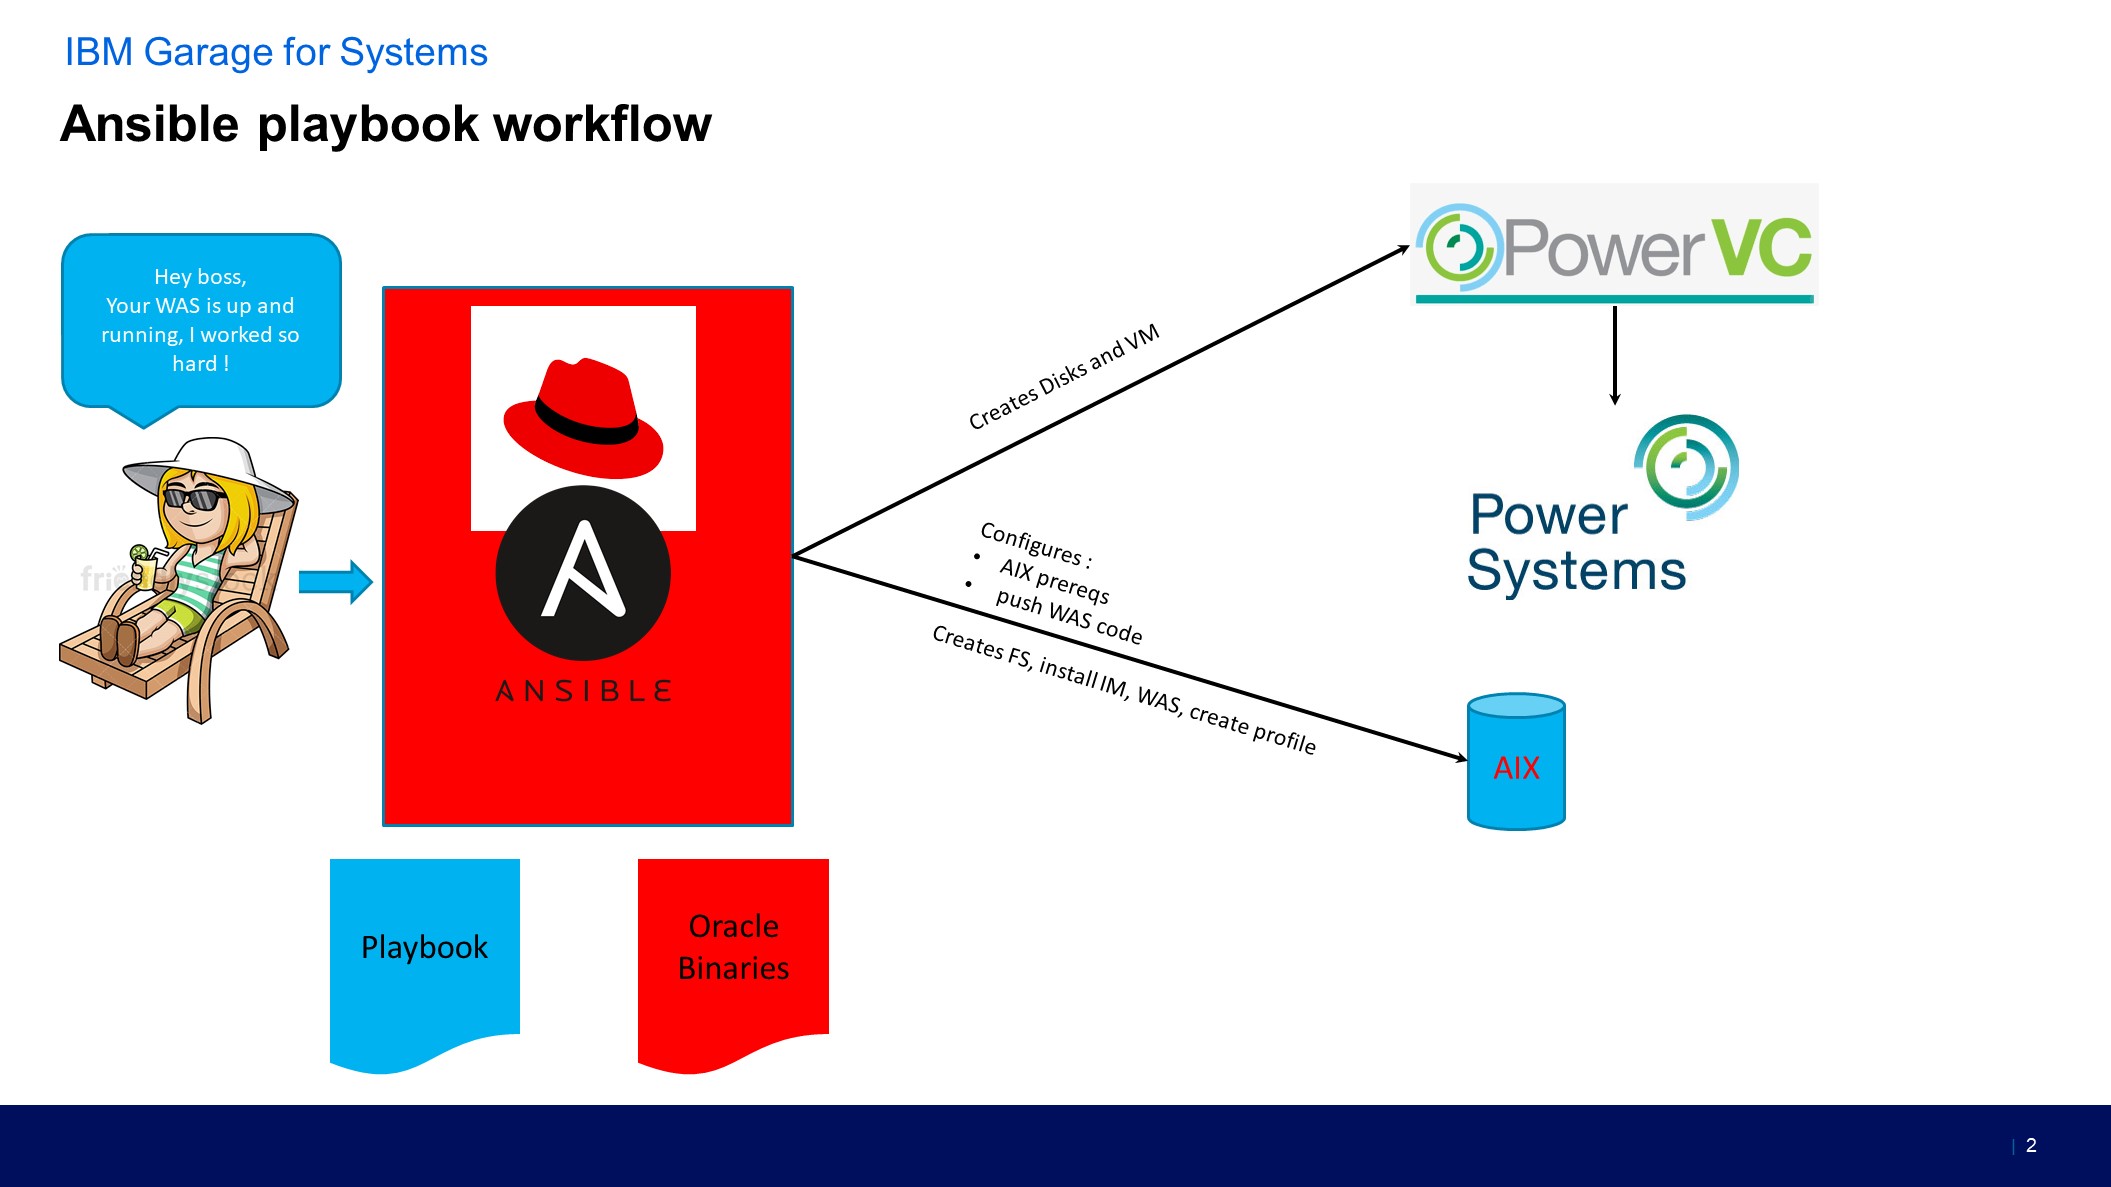 IBM Garage for Systems
Ansible playbook workflow
Hey boss,
Your WAS is up and
running, I worked so
hard !
ANSIBLE
Creates Disks and VM
Configures :
• AIX prereqs
• push WAS code
Creates FS, install IM, WAS, create profile
PowerVC
Power
Systems
AIX
Playbook
Oracle
Binaries
| 2